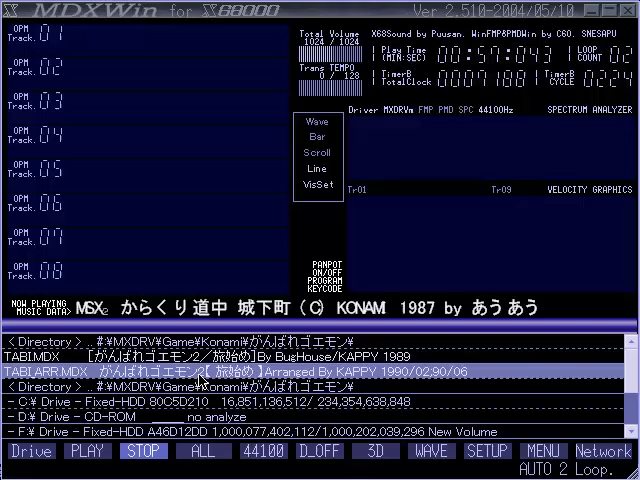 MDXWin for X68000 Ver 2.510-2004/05/10
OPM Track. 01
OPM Track. 02
OPM Track. 03
OPM Track. 04
OPM Track. 05
OPM Track. 06
OPM Track. 07
OPM Track. 08
Total Volume
1024 / 1024
Trans TEMPO
0 / 128
X68Sound by Puusan. WinFMP&PMDWin by C60. SNESAPU
Play Time (MIN:SEC) 00:57:043 LOOP COUNT 02
TimerB TotalClock 0007188 TimerB CYCLE 0224
Driver MXDRVm FMP PMD SPC 44100Hz SPECTRUM ANALYZER
Wave
Bar
Scroll
Line
VisSet
Tr01 Tr09 VELOCITY GRAPHICS
PANPOT
ON/OFF
PROGRAM
KEYCODE
NOW PLAYING MUSIC DATA> MSX2 からくり道中 城下町 (C) KONAMI 1987 by あうあう
< Directory > .. #:¥MXDRV¥Game¥Konami¥がんばれゴエモン¥
TABI.MDX [がんばれゴエモン2／旅始め]By BugHouse/KAPPY 1989
TABI_ARR.MDX がんばれゴエモン2【 旅始め 】Arranged By KAPPY 1990/02;90/06
< Directory > .. #:¥MXDRV¥Game¥Konami¥がんばれゴエモン¥
- C:¥ Drive - Fixed-HDD 80C5D210 16,851,136,512/ 234,354,638,848
- D:¥ Drive - CD-ROM ________ no analyze
- F:¥ Drive - Fixed-HDD A46D12DD 1,000,077,402,112/1,000,202,039,296 New Volume
Drive PLAY STOP ALL 44100 D_OFF 3D WAVE SETUP MENU Network
AUTO 2 Loop.